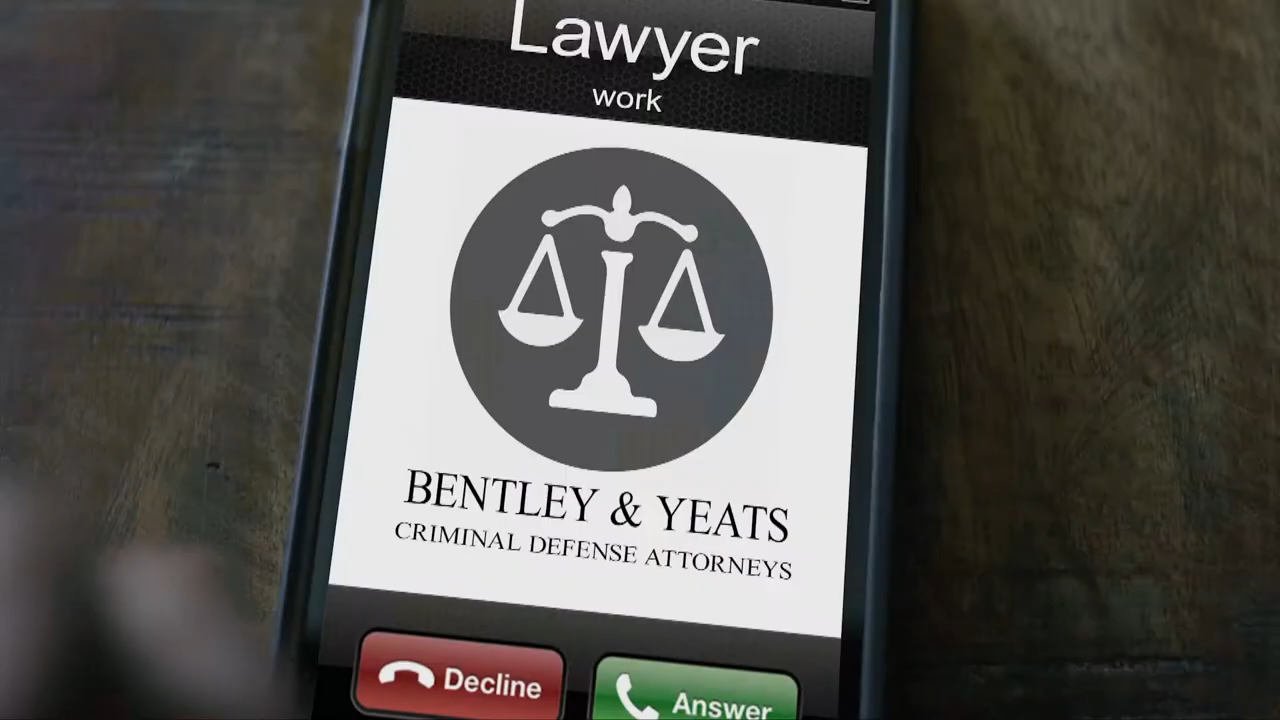 Lawyer
work
BENTLEY & YEATS
CRIMINAL DEFENSE ATTORNEYS
Decline
Answer